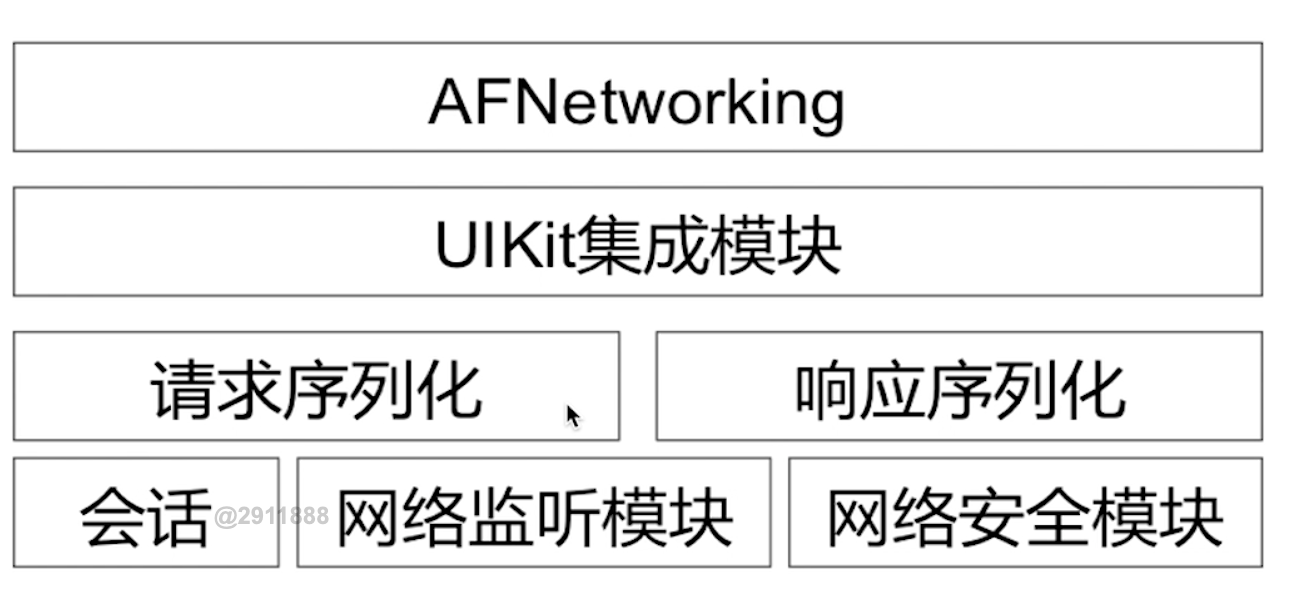 AFNetworking
UIKit集成模块
请求序列化
响应序列化
会话
@2911888
网络监听模块
网络安全模块